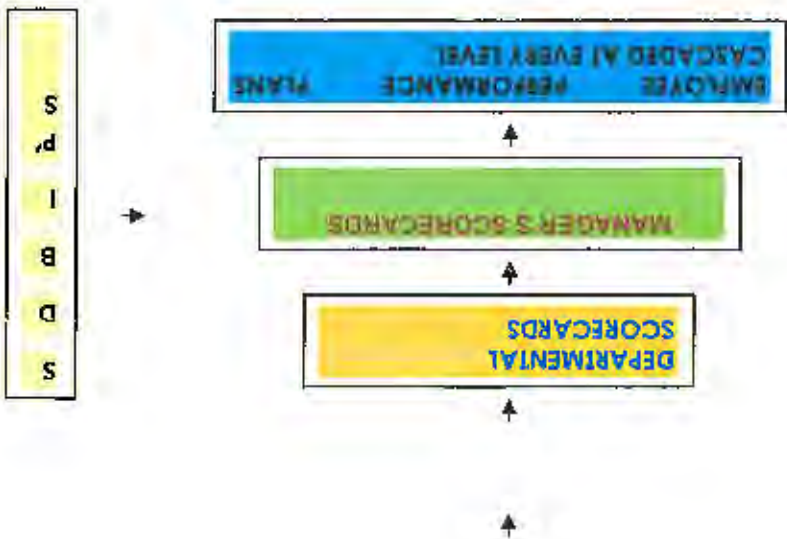 DEPARTMENTAL
SCORECARDS
MANAGER'S SCORECARDS
EMPLOYEE PERFORMANCE PLANS
CASCADED AT EVERY LEVEL
S
D
B
I
P'
S